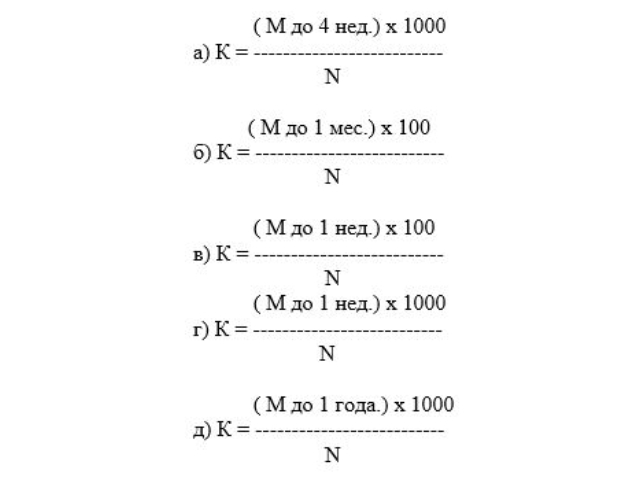 ( М до 4 нед.) х 1000
а) К = --------------------------
N
( М до 1 мес.) х 100
б) К = --------------------------
N
( М до 1 нед.) х 100
в) К = --------------------------
N
( М до 1 нед.) х 1000
г) К = --------------------------
N
( М до 1 года.) х 1000
д) К = --------------------------
N